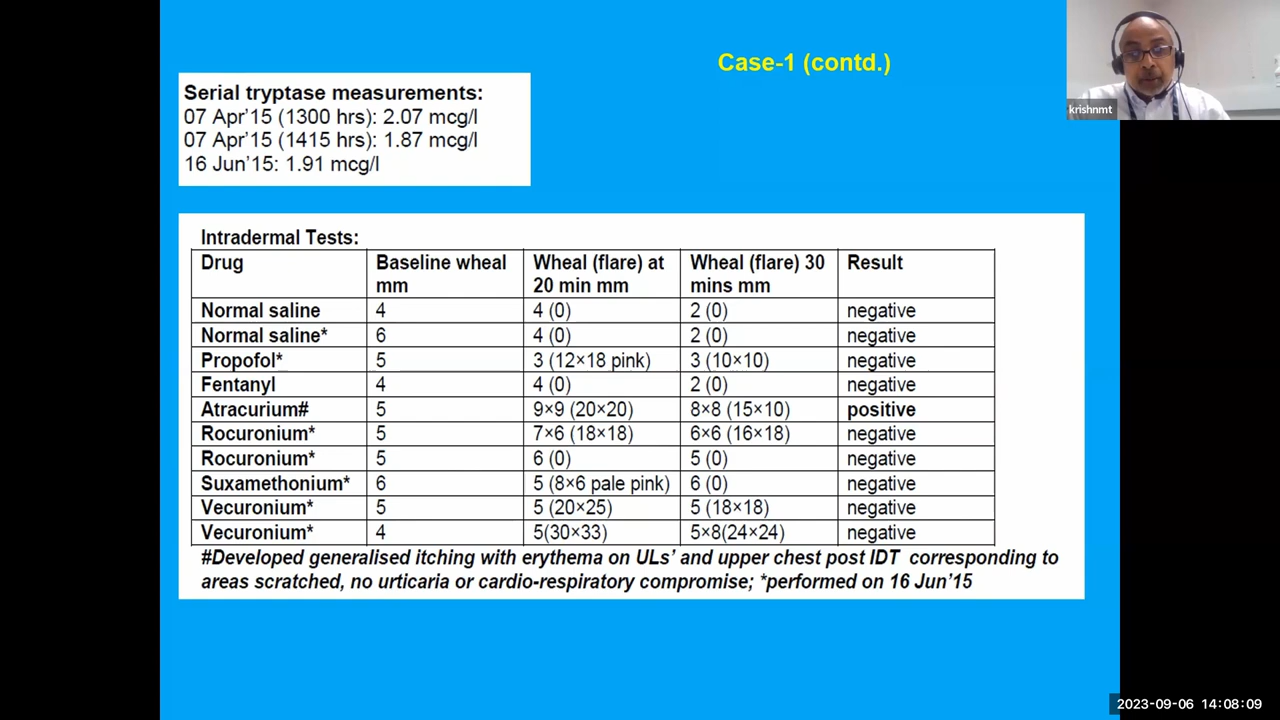 Case-1 (contd.)
krishnmt
Serial tryptase measurements:
07 Apr'15 (1300 hrs): 2.07 mcg/l
07 Apr'15 (1415 hrs): 1.87 mcg/l
16 Jun'15: 1.91 mcg/l
Intradermal Tests:
Drug Baseline wheal mm Wheal (flare) at 20 min mm Wheal (flare) 30 mins mm Result
Normal saline 4 4 (0) 2 (0) negative
Normal saline* 6 4 (0) 2 (0) negative
Propofol* 5 3 (12×18 pink) 3 (10×10) negative
Fentanyl 4 4 (0) 2 (0) negative
Atracurium# 5 9×9 (20×20) 8×8 (15×10) positive
Rocuronium* 5 7×6 (18×18) 6×6 (16×18) negative
Rocuronium* 5 6 (0) 5 (0) negative
Suxamethonium* 6 5 (8×6 pale pink) 6 (0) negative
Vecuronium* 5 5 (20×25) 5 (18×18) negative
Vecuronium* 4 5(30×33) 5×8(24×24) negative
#Developed generalised itching with erythema on ULs' and upper chest post IDT corresponding to
areas scratched, no urticaria or cardio-respiratory compromise; *performed on 16 Jun'15
2023-09-06 14:08:09